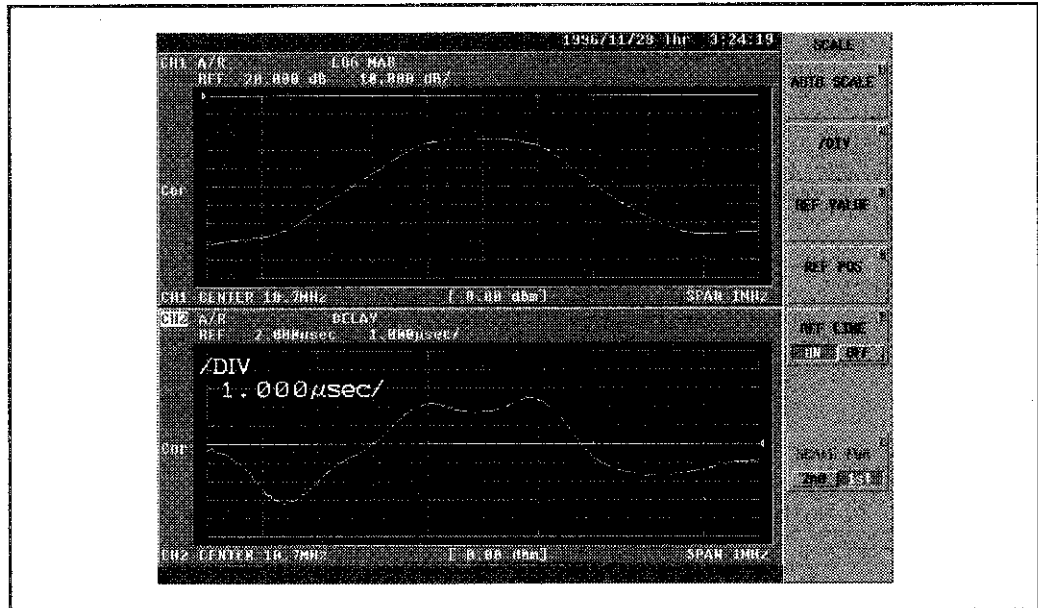 1996/11/28 Thr 3:24:19
CH1 A/R LOG MAG
REF 20.000 dB 10.000 dB/
Cor
CH1 CENTER 10.7MHz [ 0.00 dBm] SPAN 1MHz
CH2 A/R DELAY
REF 2.000µsec 1.000µsec/
/DIV
1.000µsec/
Cor
CH2 CENTER 10.7MHz [ 0.00 dBm] SPAN 1MHz
SCALE
AUTO SCALE
/DIV
REF VALUE
REF POS
REF LINE
ON OFF
2nd 1st